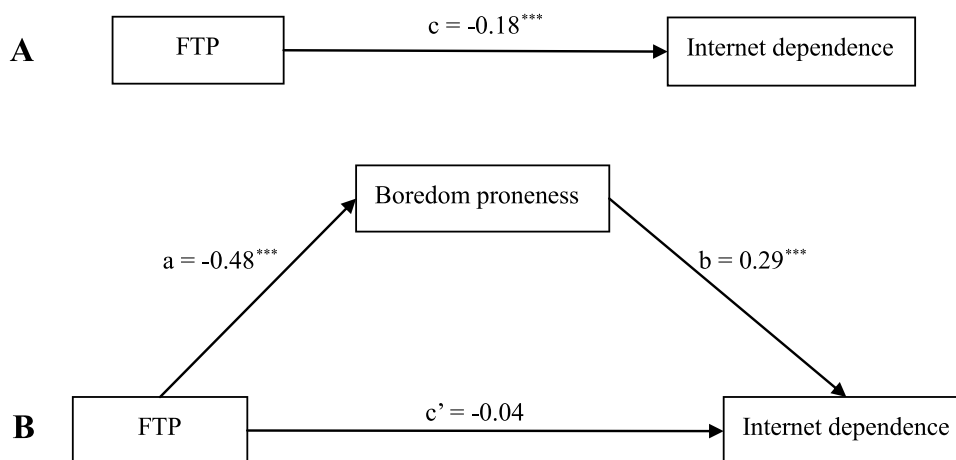 c = -0.18***
A
FTP
Internet dependence
Boredom proneness
a = -0.48***
b = 0.29***
c’ = -0.04
B
FTP
Internet dependence